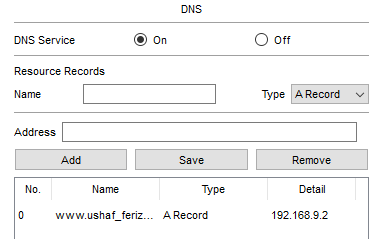 DNS
DNS Service On Off
Resource Records
Name Type A Record
Address
Add Save Remove
No. Name Type Detail
0 www.ushaf_feriz... A Record 192.168.9.2